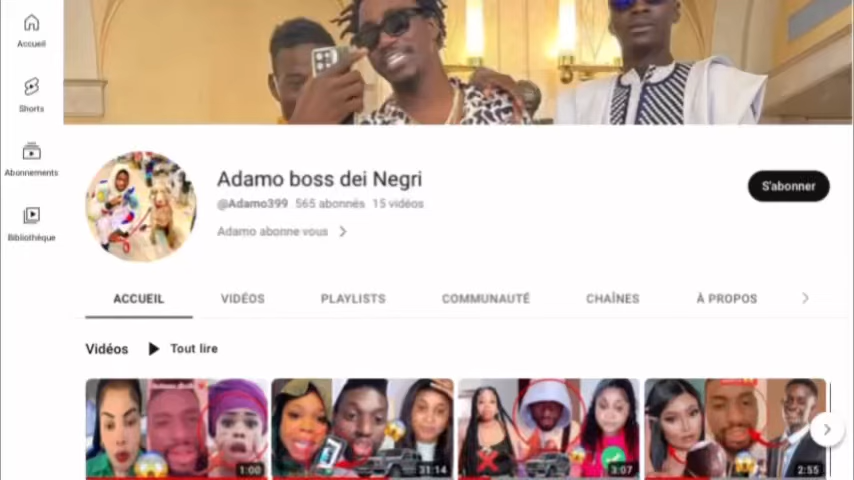 Accueil
Shorts
Abonnements
Bibliothèque
Adamo boss dei Negri
@Adamo399 565 abonnés 15 vidéos
Adamo abonne vous
S'abonner
ACCUEIL VIDÉOS PLAYLISTS COMMUNAUTÉ CHAÎNES À PROPOS
Vidéos Tout lire
1:00 31:14 3:07 2:55